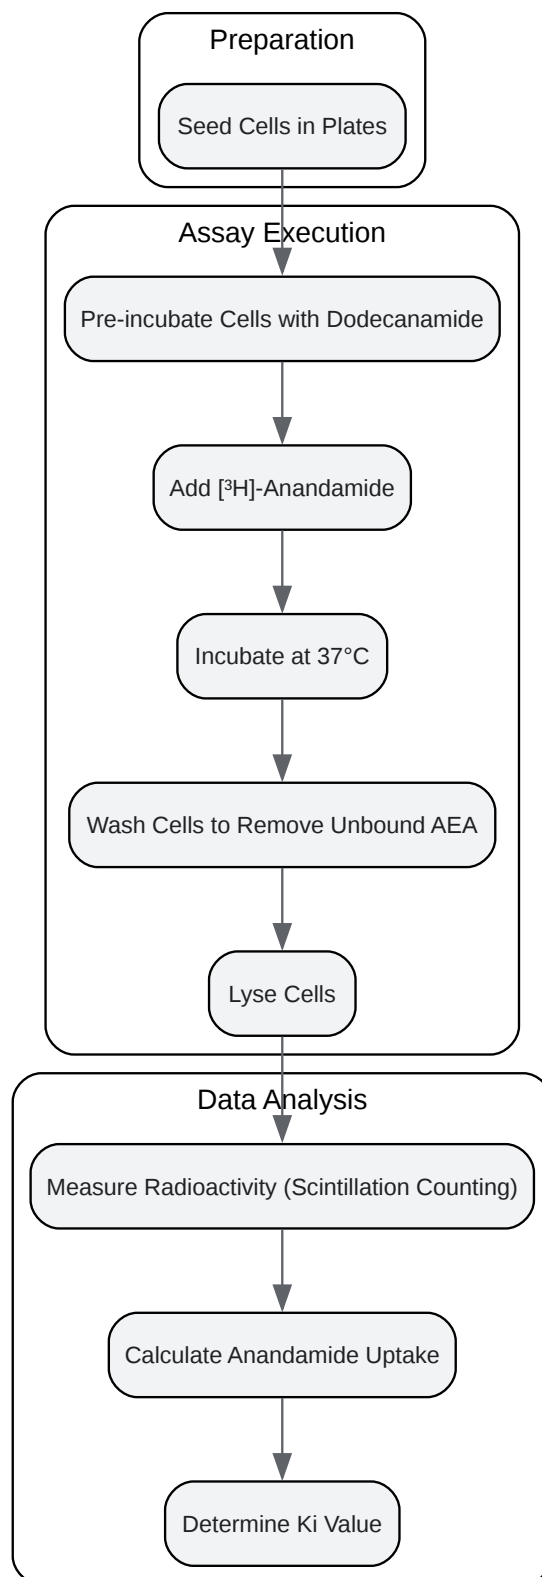 Preparation
Seed Cells in Plates
Assay Execution
Pre-incubate Cells with Dodecanamide
Add [³H]-Anandamide
Incubate at 37°C
Wash Cells to Remove Unbound AEA
Lyse Cells
Data Analysis
Measure Radioactivity (Scintillation Counting)
Calculate Anandamide Uptake
Determine Ki Value